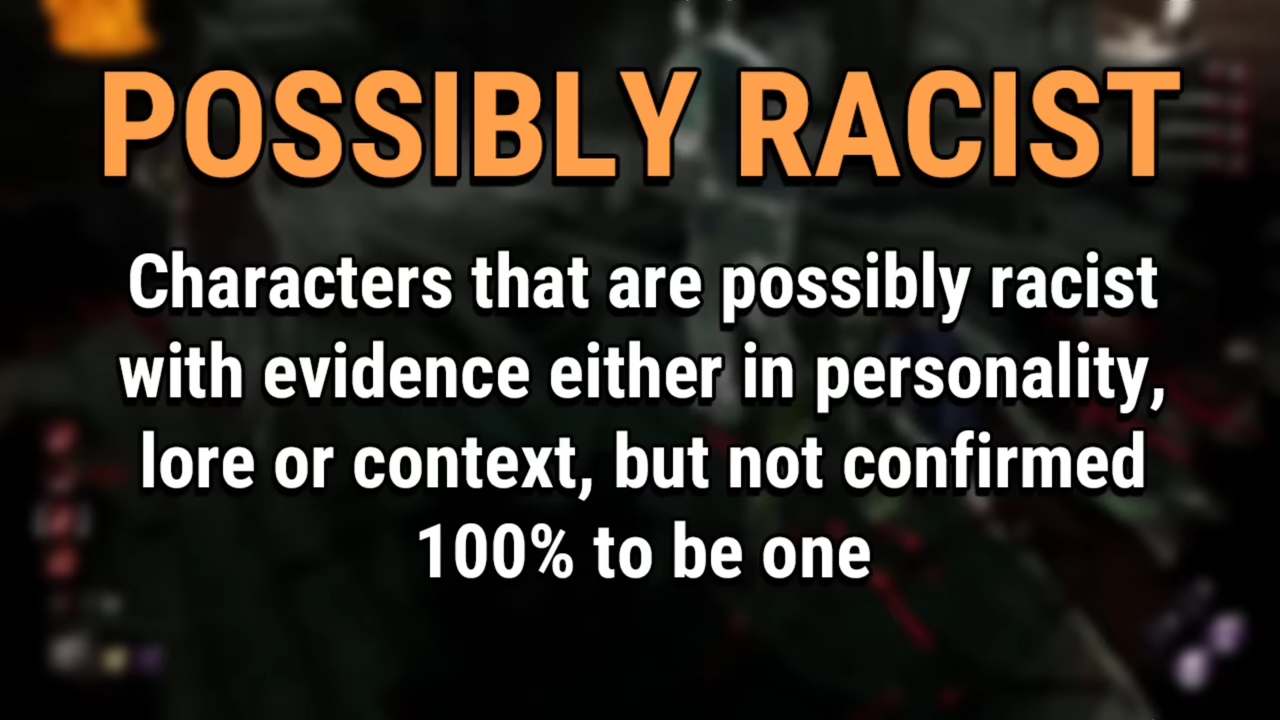 POSSIBLY RACIST
Characters that are possibly racist
with evidence either in personality,
lore or context, but not confirmed
100% to be one